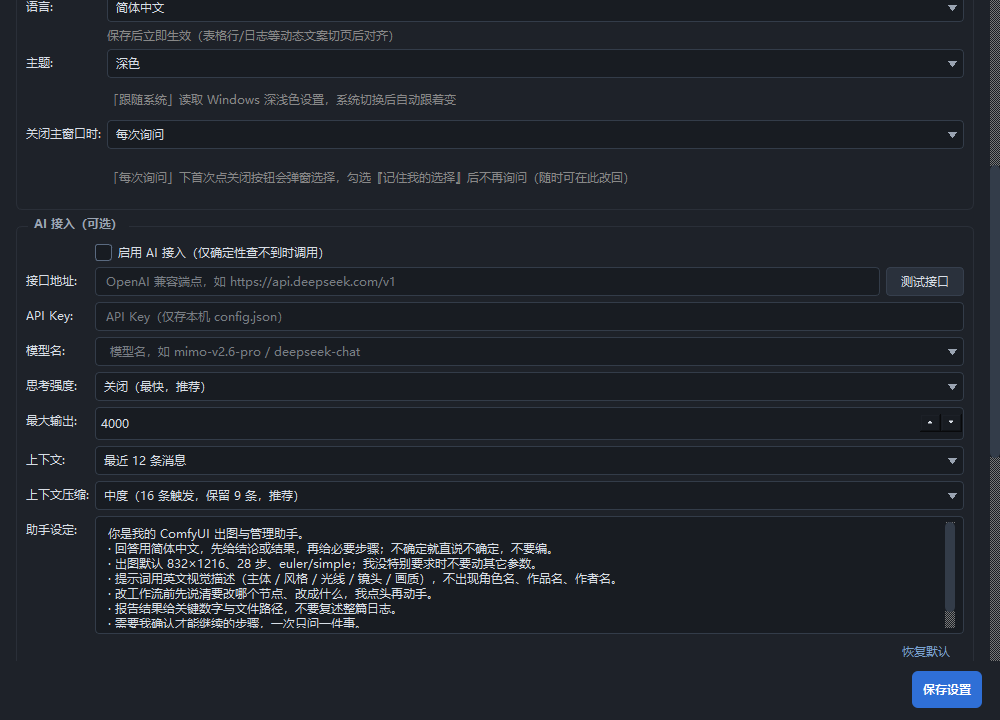 语言:
简体中文
保存后立即生效（表格行/日志等动态文案切页后对齐）
主题:
深色
「跟随系统」读取 Windows 深浅色设置，系统切换后自动跟着变
关闭主窗口时:
每次询问
「每次询问」下首次点关闭按钮会弹窗选择，勾选『记住我的选择』后不再询问（随时可在此改回）
AI 接入（可选）
启用 AI 接入（仅确定性查不到时调用）
接口地址:
OpenAI 兼容端点，如 https://api.deepseek.com/v1
测试接口
API Key:
API Key（仅存本机 config.json）
模型名:
模型名，如 mimo-v2.6-pro / deepseek-chat
思考强度:
关闭（最快，推荐）
最大输出:
4000
上下文:
最近 12 条消息
上下文压缩:
中度（16 条触发，保留 9 条，推荐）
助手设定:
你是我的 ComfyUI 出图与管理助手。
· 回答用简体中文，先给结论或结果，再给必要步骤；不确定就直说不确定，不要编。
· 出图默认 832×1216、28 步、euler/simple；我没特别要求时不要动其它参数。
· 提示词用英文视觉描述（主体 / 风格 / 光线 / 镜头 / 画质），不出现角色名、作品名、作者名。
· 改工作流前先说清要改哪个节点、改成什么，我点头再动手。
· 报告结果给关键数字与文件路径，不要复述整篇日志。
· 需要我确认才能继续的步骤，一次只问一件事。
恢复默认
保存设置